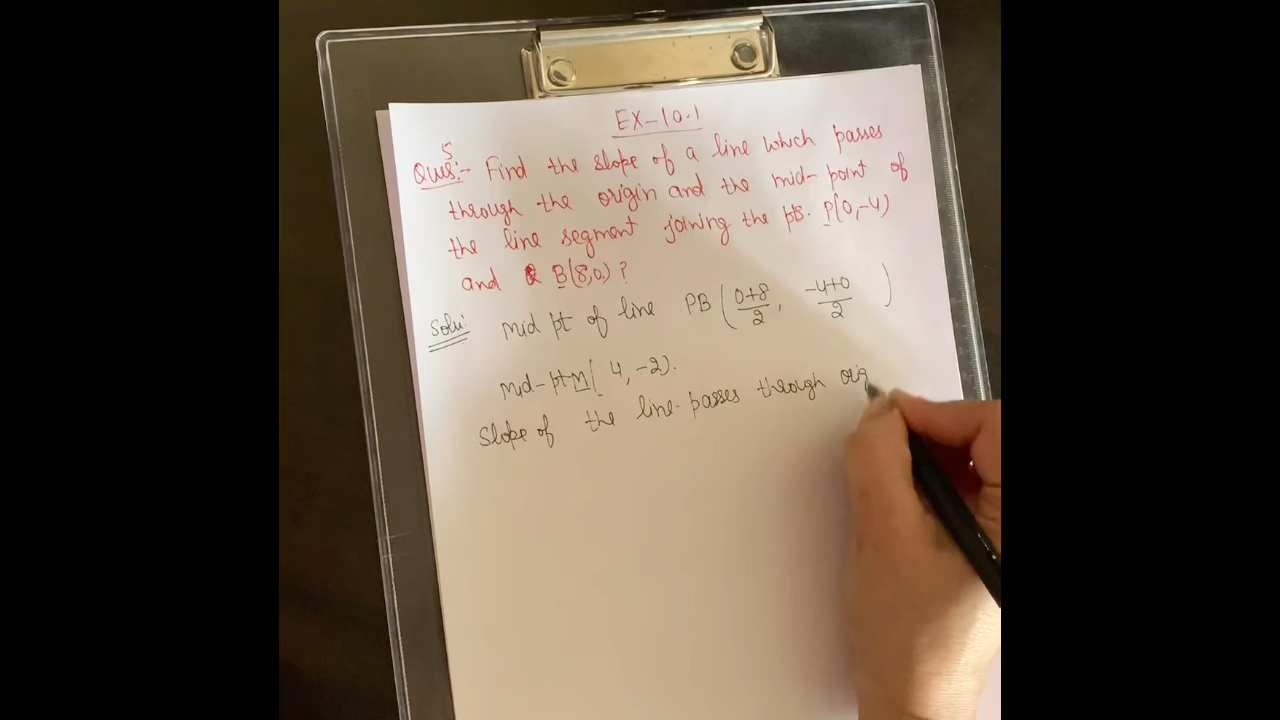 EX-10.1
5
Ques:- Find the slope of a line which passes
through the origin and the mid-point of
the line segment joining the pts. P(0,-4)
and B(8,0.)?
Solu: mid pt of line PB (0+8/2, -4+0/2)
mid-pt M( 4, -2).
slope of the line passes through orig